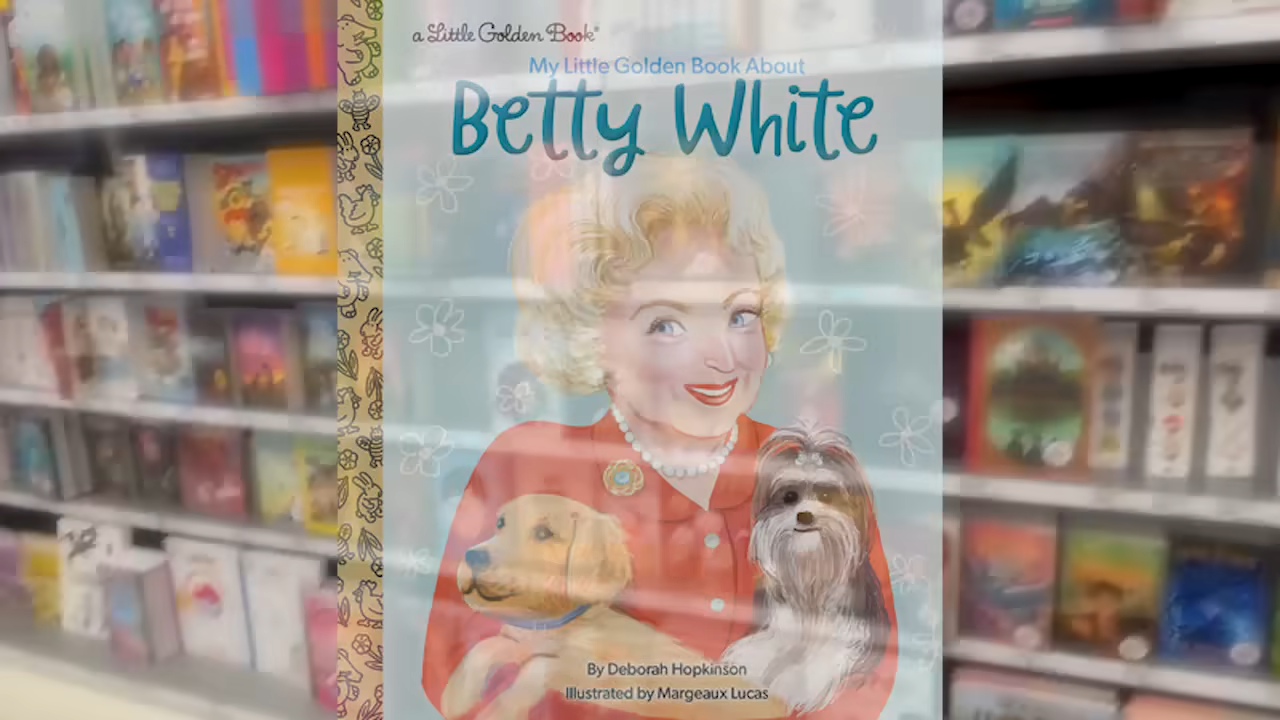 a Little Golden Book®
My Little Golden Book About
Betty White
By Deborah Hopkinson
Illustrated by Margeaux Lucas